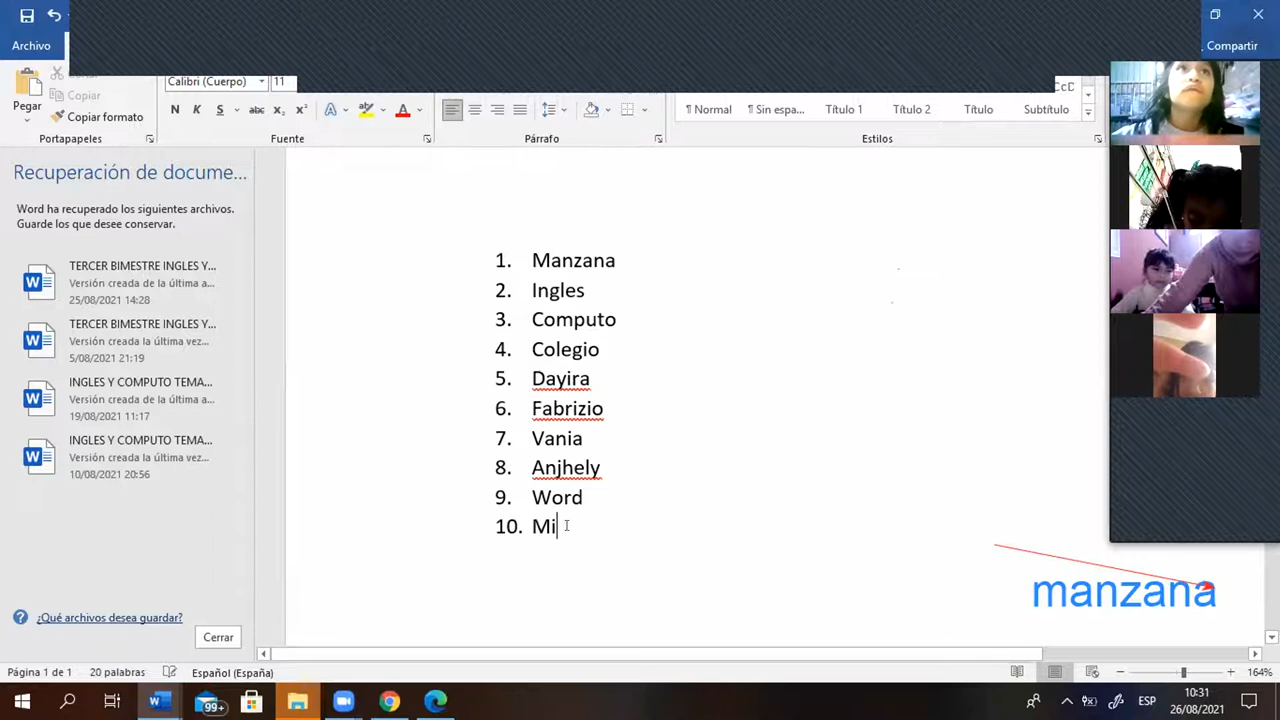 Archivo
Compartir
Pegar
Copiar
Copiar formato
Portapapeles
Calibri (Cuerpo)
11
N K S abc x₂ x² A A
Fuente
Párrafo
CcD
¶ Normal
¶ Sin espa...
Título 1
Título 2
Título
Subtítulo
Estilos
Recuperación de docume...
Word ha recuperado los siguientes archivos.
Guarde los que desee conservar.
TERCER BIMESTRE INGLES Y...
Versión creada de la última a...
25/08/2021 14:28
TERCER BIMESTRE INGLES Y...
Versión creada la última vez...
5/08/2021 21:19
INGLES Y COMPUTO TEMA...
Versión creada de la última a...
19/08/2021 11:17
INGLES Y COMPUTO TEMA...
Versión creada la última vez...
10/08/2021 20:56
¿Qué archivos desea guardar?
Cerrar
1. Manzana
2. Ingles
3. Computo
4. Colegio
5. Dayira
6. Fabrizio
7. Vania
8. Anjhely
9. Word
10. Mi
manzana
Página 1 de 1
20 palabras
Español (España)
164%
99+
ESP
10:31
26/08/2021